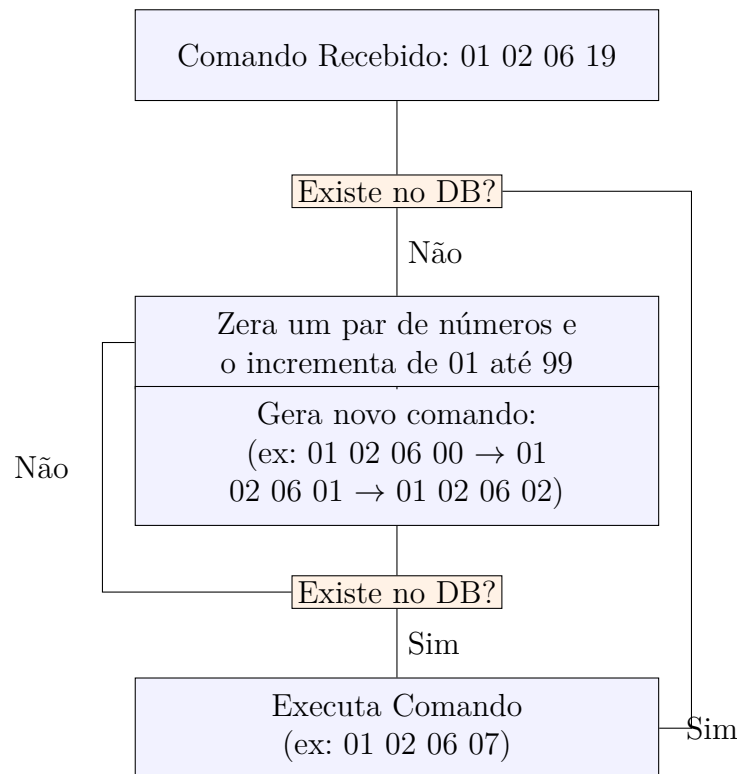 Comando Recebido: 01 02 06 19
Existe no DB?
Não
Zera um par de números e
o incrementa de 01 até 99
Gera novo comando:
(ex: 01 02 06 00 → 01
02 06 01 → 01 02 06 02)
Não
Existe no DB?
Sim
Executa Comando
(ex: 01 02 06 07)
Sim